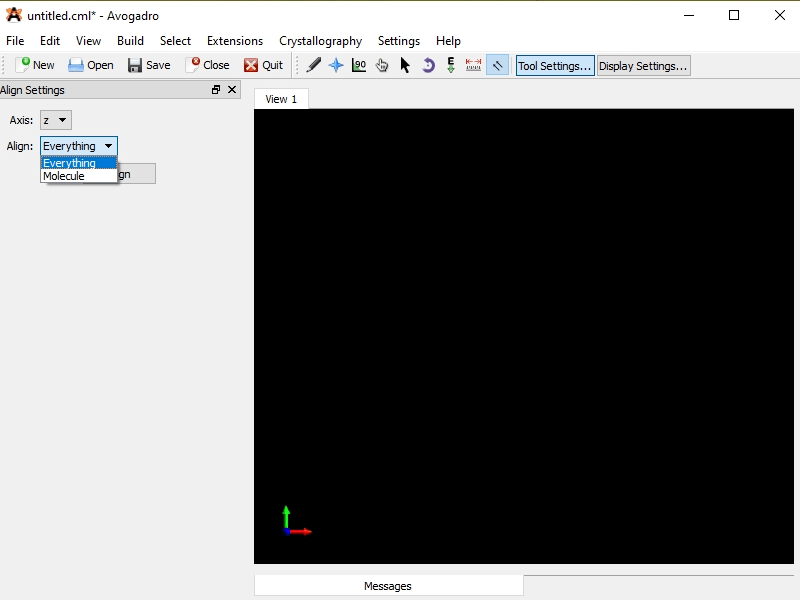 untitled.cml* - Avogadro
File Edit View Build Select Extensions Crystallography Settings Help
New Open Save Close Quit 90 E Tool Settings... Display Settings...
Align Settings
View 1
Axis: z
Align: Everything
Everything
Molecule
gn
Messages